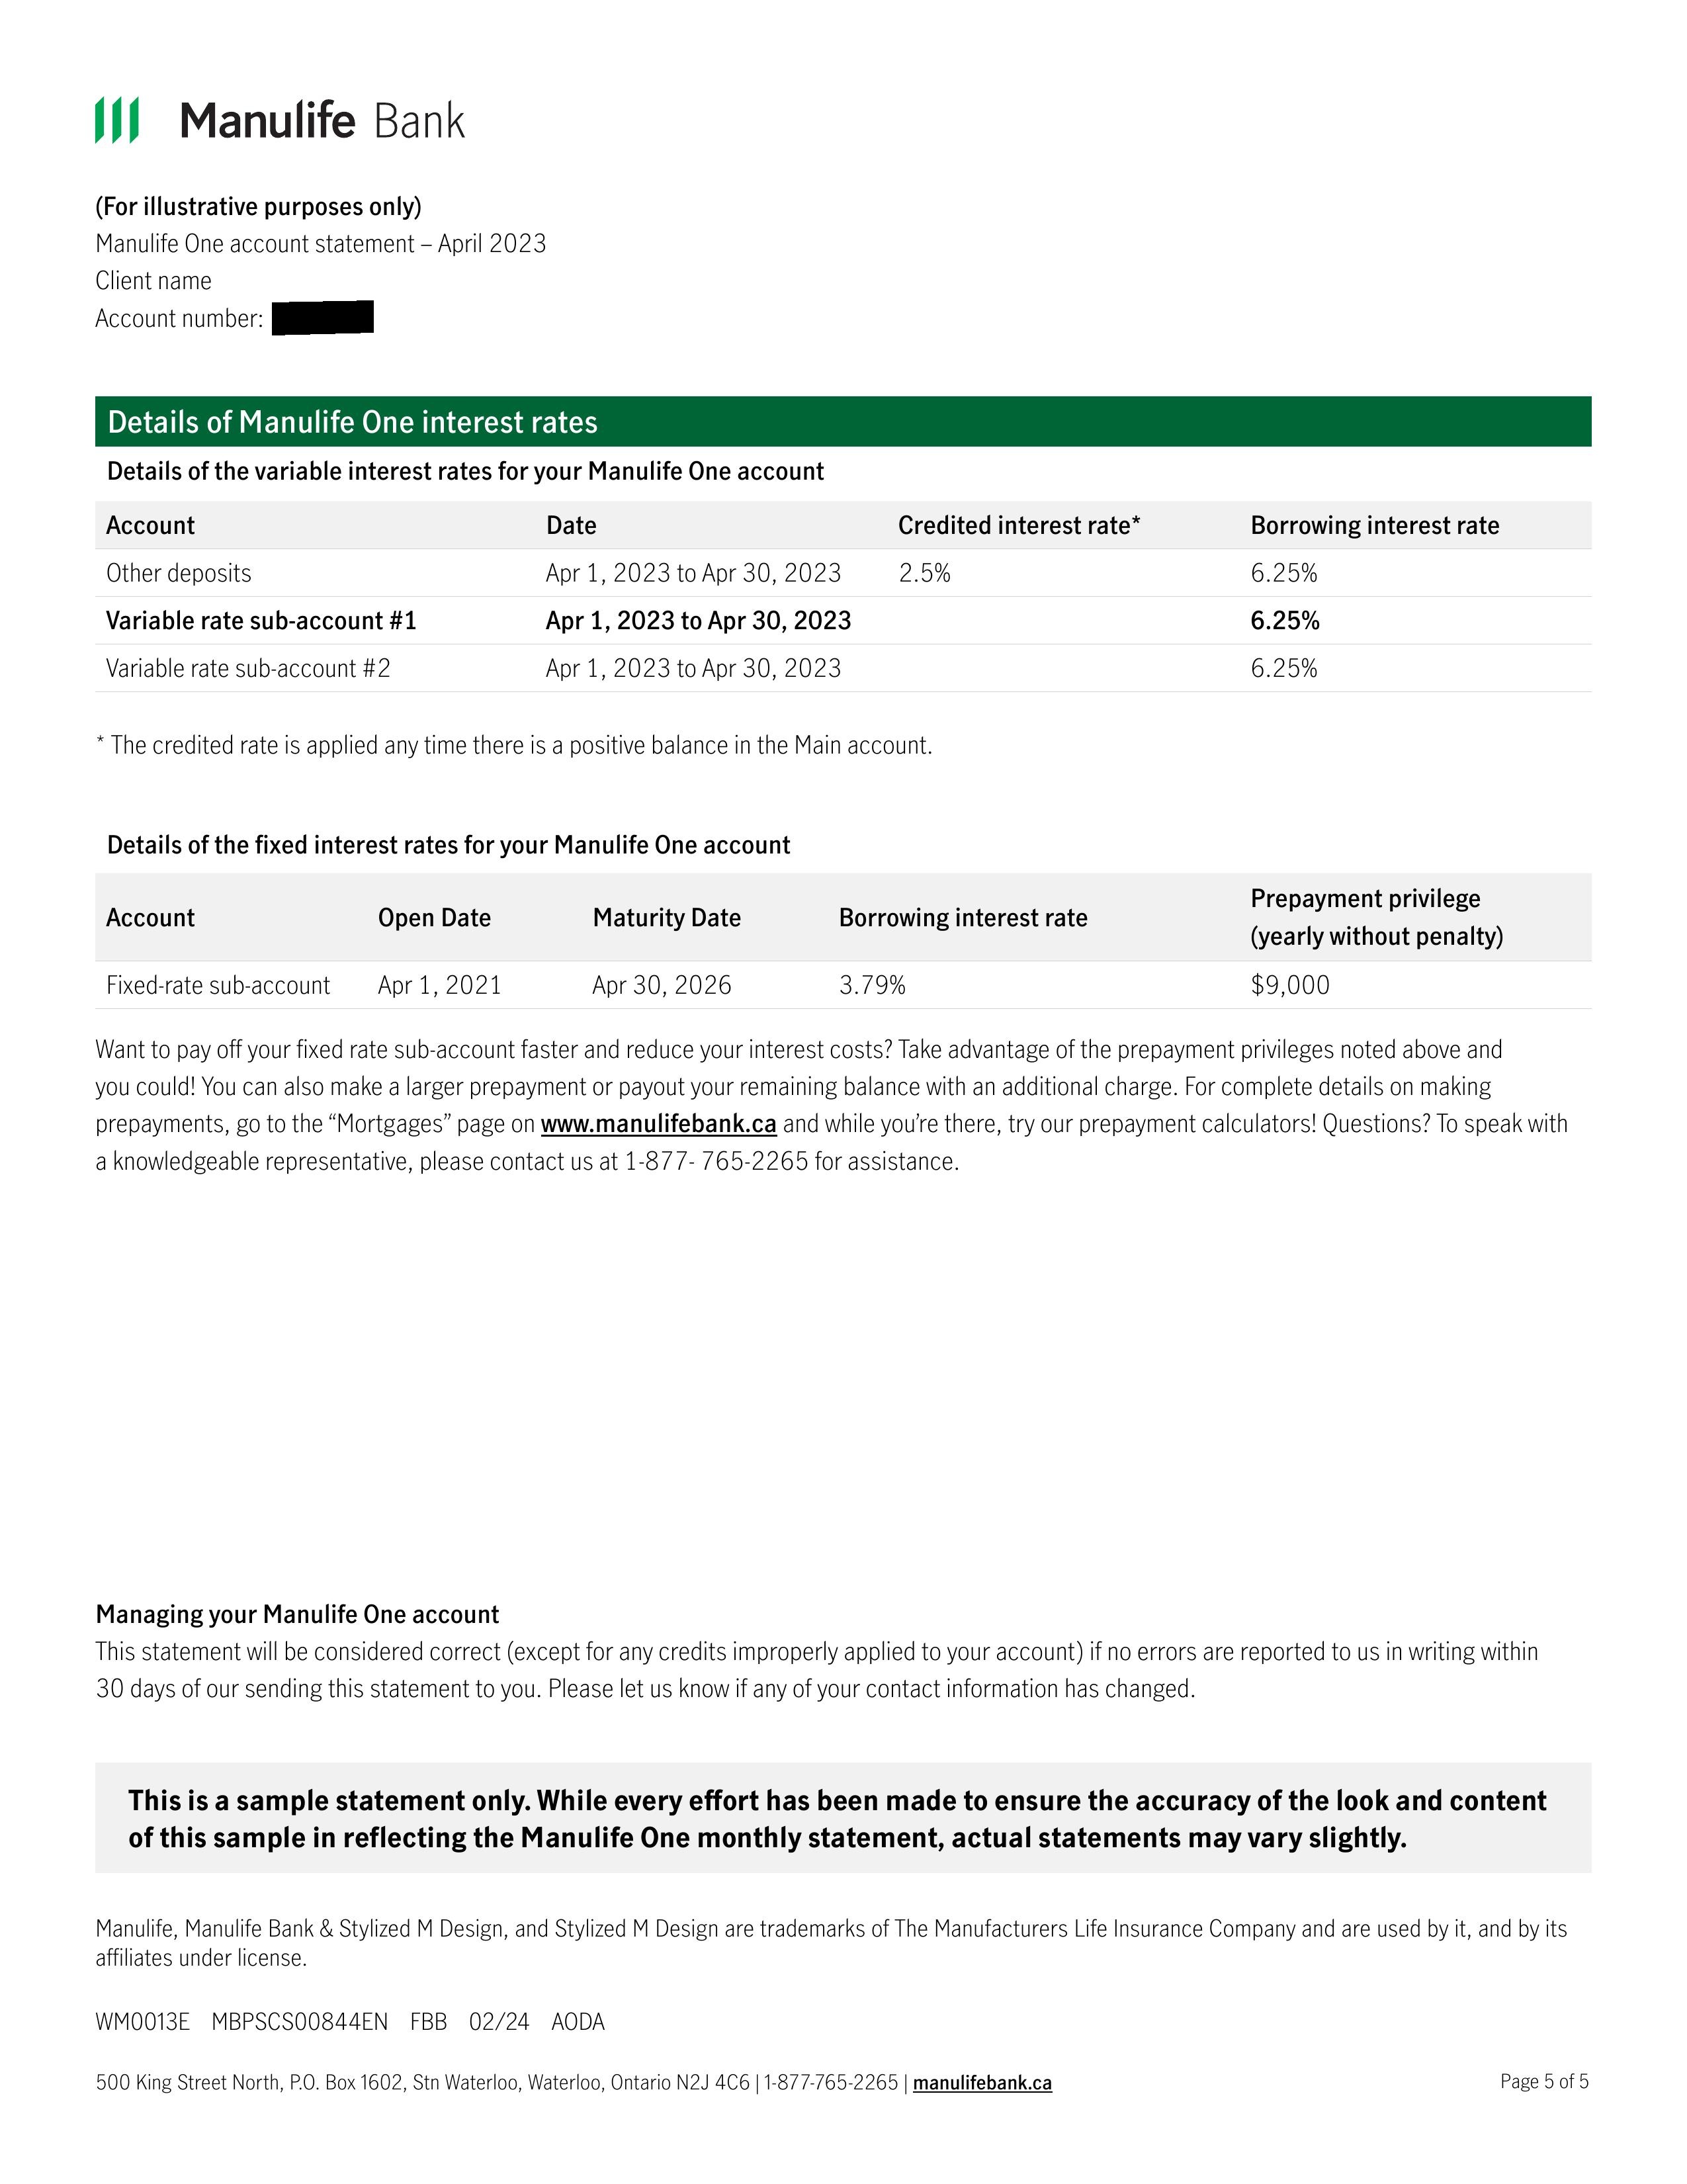 Manulife Bank
(For illustrative purposes only)
Manulife One account statement – April 2023
Client name
Account number:
Details of Manulife One interest rates
Details of the variable interest rates for your Manulife One account
Account Date Credited interest rate* Borrowing interest rate
Other deposits Apr 1, 2023 to Apr 30, 2023 2.5% 6.25%
Variable rate sub-account #1 Apr 1, 2023 to Apr 30, 2023 6.25%
Variable rate sub-account #2 Apr 1, 2023 to Apr 30, 2023 6.25%
* The credited rate is applied any time there is a positive balance in the Main account.
Details of the fixed interest rates for your Manulife One account
Account Open Date Maturity Date Borrowing interest rate Prepayment privilege
(yearly without penalty)
Fixed-rate sub-account Apr 1, 2021 Apr 30, 2026 3.79% $9,000
Want to pay off your fixed rate sub-account faster and reduce your interest costs? Take advantage of the prepayment privileges noted above and
you could! You can also make a larger prepayment or payout your remaining balance with an additional charge. For complete details on making
prepayments, go to the “Mortgages” page on www.manulifebank.ca and while you’re there, try our prepayment calculators! Questions? To speak with
a knowledgeable representative, please contact us at 1-877- 765-2265 for assistance.
Managing your Manulife One account
This statement will be considered correct (except for any credits improperly applied to your account) if no errors are reported to us in writing within
30 days of our sending this statement to you. Please let us know if any of your contact information has changed.
This is a sample statement only. While every effort has been made to ensure the accuracy of the look and content
of this sample in reflecting the Manulife One monthly statement, actual statements may vary slightly.
Manulife, Manulife Bank & Stylized M Design, and Stylized M Design are trademarks of The Manufacturers Life Insurance Company and are used by it, and by its
affiliates under license.
WM0013E MBPSCS00844EN FBB 02/24 AODA
500 King Street North, P.O. Box 1602, Stn Waterloo, Waterloo, Ontario N2J 4C6 | 1-877-765-2265 | manulifebank.ca Page 5 of 5